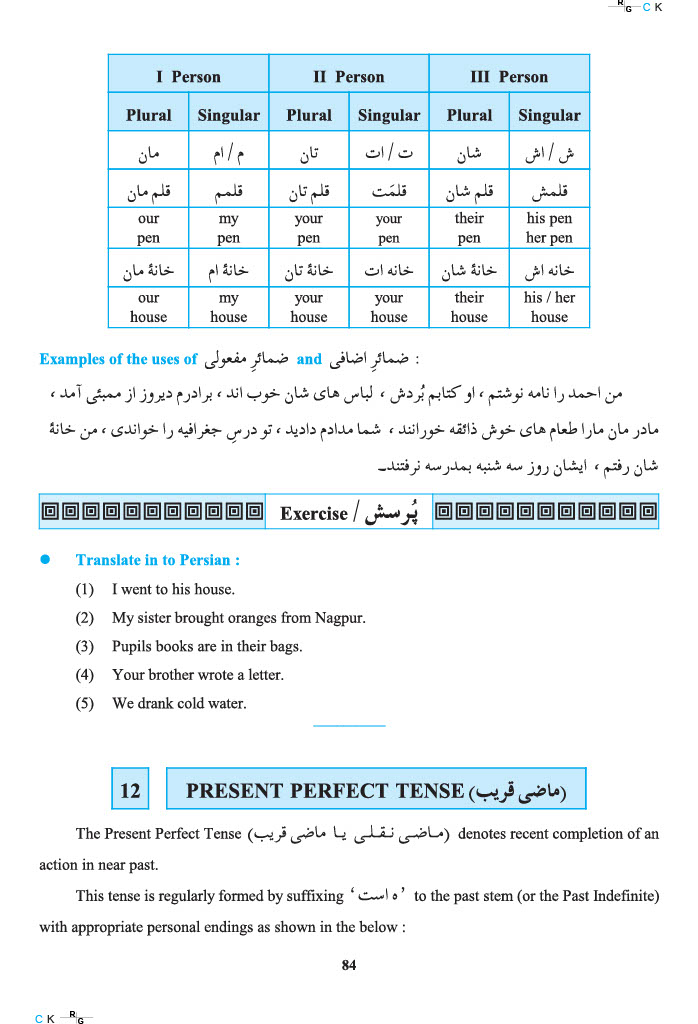 R G C K
I Person II Person III Person
Plural Singular Plural Singular Plural Singular
مان م / ام تان ت / ات شان ش / اش
قلم مان قلمم قلم تان قلمَت قلم شان قلمش
our my your your their his pen
pen pen pen pen pen her pen
خانۂ مان خانۂ ام خانۂ تان خانه ات خانۂ شان خانه اش
our my your your their his / her
house house house house house house
Examples of the uses of ضمائرِ مفعولی and ضمائرِ اضافی :
من احمد را نامه نوشتم ، او کتابم بُردش ، لباس های شان خوب اند ، برادرم دیروز از ممبئی آمد ،
مادر مان مارا طعام های خوش ذائقه خورانند ، شما مدادم دادید ، تو درسِ جغرافیه را خواندی ، من خانۂ
شان رفتم ، ایشان روز سه شنبه بمدرسه نرفتند۔
Exercise / پُرسش
● Translate in to Persian :
(1) I went to his house.
(2) My sister brought oranges from Nagpur.
(3) Pupils books are in their bags.
(4) Your brother wrote a letter.
(5) We drank cold water.
12 PRESENT PERFECT TENSE (ماضی قریب)
The Present Perfect Tense (ماضی نقلی یا ماضی قریب) denotes recent completion of an
action in near past.
This tense is regularly formed by suffixing ‘ ه است ’ to the past stem (or the Past Indefinite)
with appropriate personal endings as shown in the below :
84
C K R G